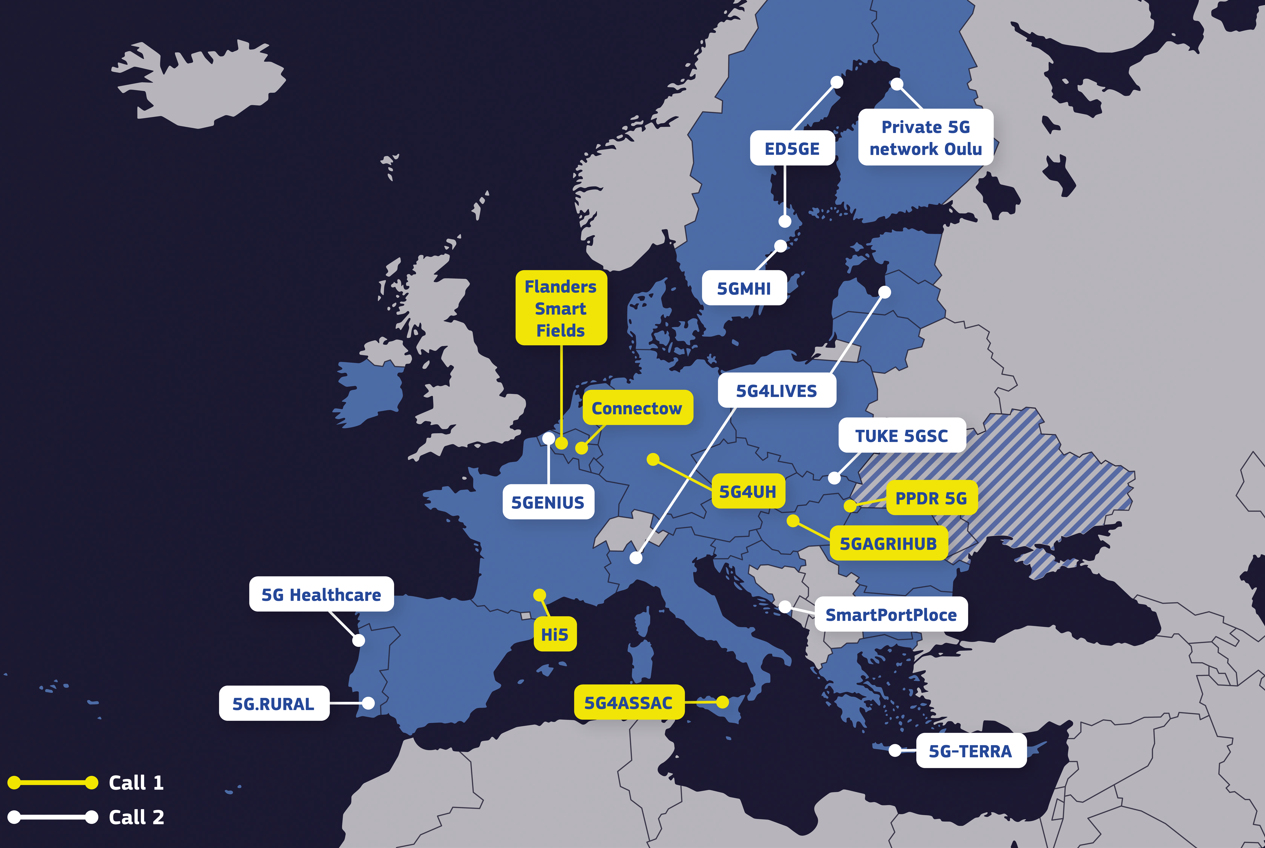 Private 5G
network Oulu
ED5GE
5GMHI
Flanders
Smart
Fields
5G4LIVES
Connectow
TUKE 5GSC
5G4UH
PPDR 5G
5GENIUS
5GAGRIHUB
5G Healthcare
SmartPortPloce
Hi5
5G.RURAL
5G4ASSAC
5G-TERRA
Call 1
Call 2